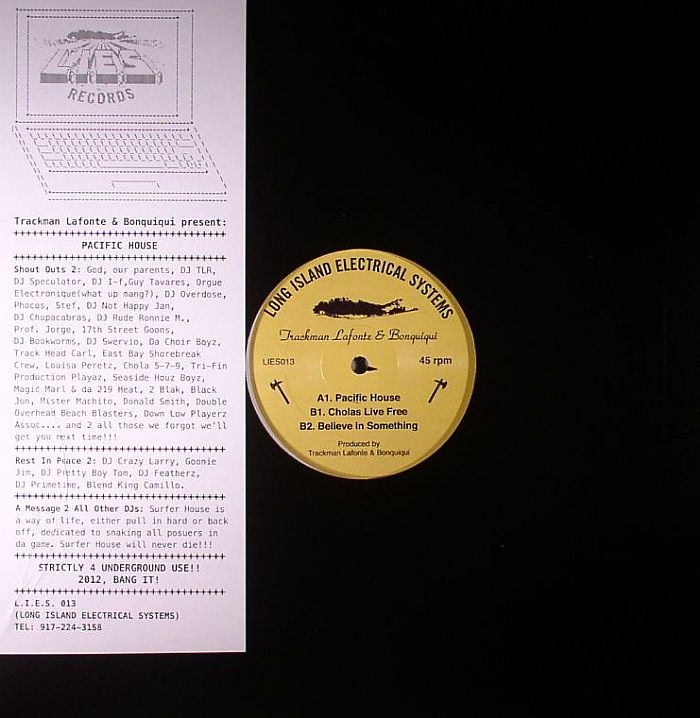 L.I.E.S.
RECORDS
Trackman Lafonte & Bonquiqui present:
++++++++++++++++++++++++++++++++++++
PACIFIC HOUSE
++++++++++++++++++++++++++++++++++++
Shout Outs 2: God, our parents, DJ TLR,
DJ Speculator, DJ I-f,Guy Tavares, Orgue
Electronique(what up mang?), DJ Overdose,
Phocos, Stef, DJ Not Happy Jan,
DJ Chupacabras, DJ Rude Ronnie M.,
Prof. Jorge, 17th Street Goons,
DJ Bookworms, DJ Swervio, Da Choir Boyz,
Track Head Carl, East Bay Shorebreak
Crew, Louisa Peretz, Chola 5-7-9, Tri-Fin
Production Playaz, Seaside Houz Boyz,
Magic Marl & da 219 Heat, 2 Blak, Black
Jon, Mister Machito, Donald Smith, Double
Overhead Beach Blasters, Down Low Playerz
Assoc.... and 2 all those we forgot we'll
get you next time!!!
++++++++++++++++++++++++++++++++++++
Rest In Peace 2: DJ Crazy Larry, Goonie
Jim, DJ Pretty Boy Tom, DJ Featherz,
DJ Primetime, Blend King Camillo.
++++++++++++++++++++++++++++++++++++
A Message 2 All Other DJs: Surfer House is
a way of life, either pull in hard or back
off, dedicated to snaking all posuers in
da game. Surfer House will never die!!!
++++++++++++++++++++++++++++++++++++
STRICTLY 4 UNDERGROUND USE!!
2012, BANG IT!
++++++++++++++++++++++++++++++++++++
L.I.E.S. 013
(LONG ISLAND ELECTRICAL SYSTEMS)
TEL: 917-224-3158
LONG ISLAND ELECTRICAL SYSTEMS
Trackman Lafonte & Bonquiqui
LIES013
45 rpm
A1. Pacific House
B1. Cholas Live Free
B2. Believe in Something
Produced by
Trackman Lafonte & Bonquiqui